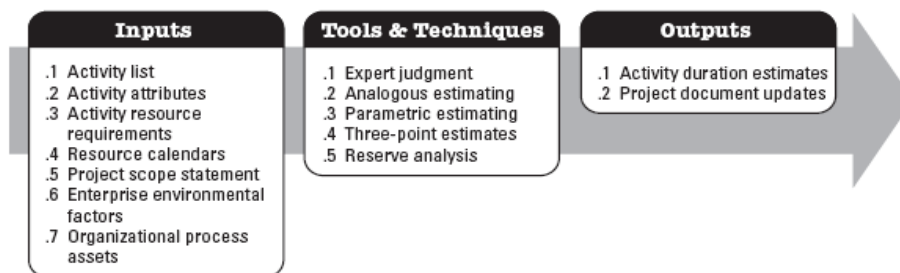 Inputs
.1 Activity list
.2 Activity attributes
.3 Activity resource
requirements
.4 Resource calendars
.5 Project scope statement
.6 Enterprise environmental
factors
.7 Organizational process
assets
Tools & Techniques
.1 Expert judgment
.2 Analogous estimating
.3 Parametric estimating
.4 Three-point estimates
.5 Reserve analysis
Outputs
.1 Activity duration estimates
.2 Project document updates